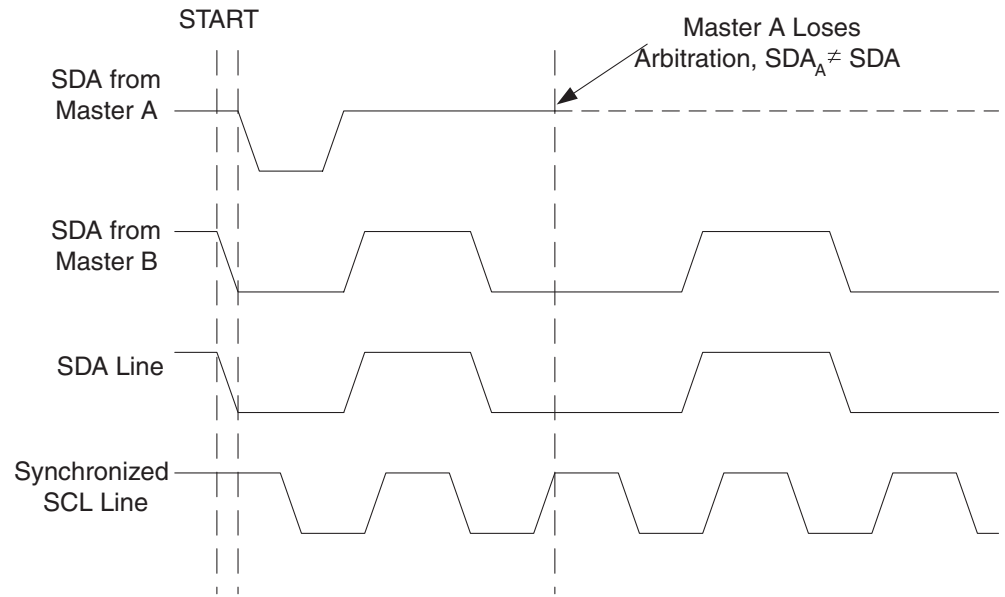 START
Master A Loses
Arbitration, SDA_A ≠ SDA
SDA from
Master A
SDA from
Master B
SDA Line
Synchronized
SCL Line